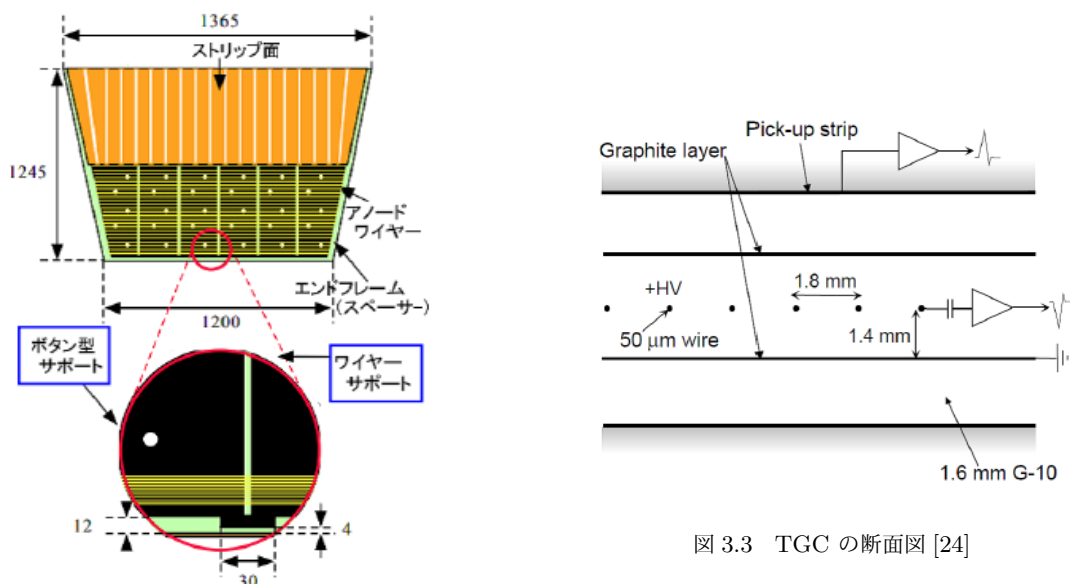 1365
ストリップ面
1245
アノード
ワイヤー
エンドフレーム
(スペーサー)
1200
ボタン型
サポート
ワイヤー
サポート
12
4
30
Pick-up strip
Graphite layer
+HV
1.8 mm
50 μm wire
1.4 mm
1.6 mm G-10
図 3.3 TGC の断面図 [24]